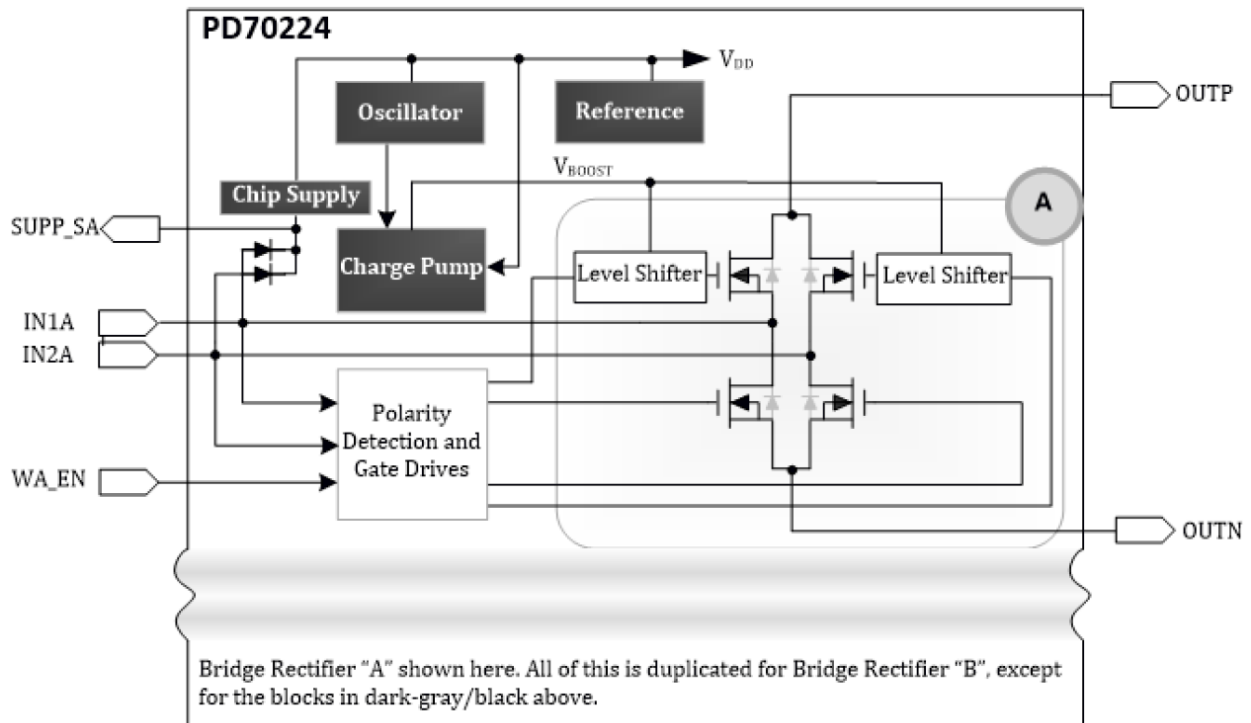 PD70224
VDD
Oscillator
Reference
OUTP
VBOOST
A
Chip Supply
SUPP_SA
Charge Pump
Level Shifter
Level Shifter
IN1A
IN2A
Polarity
Detection and
Gate Drives
WA_EN
OUTN
Bridge Rectifier “A” shown here. All of this is duplicated for Bridge Rectifier “B”, except
for the blocks in dark-gray/black above.